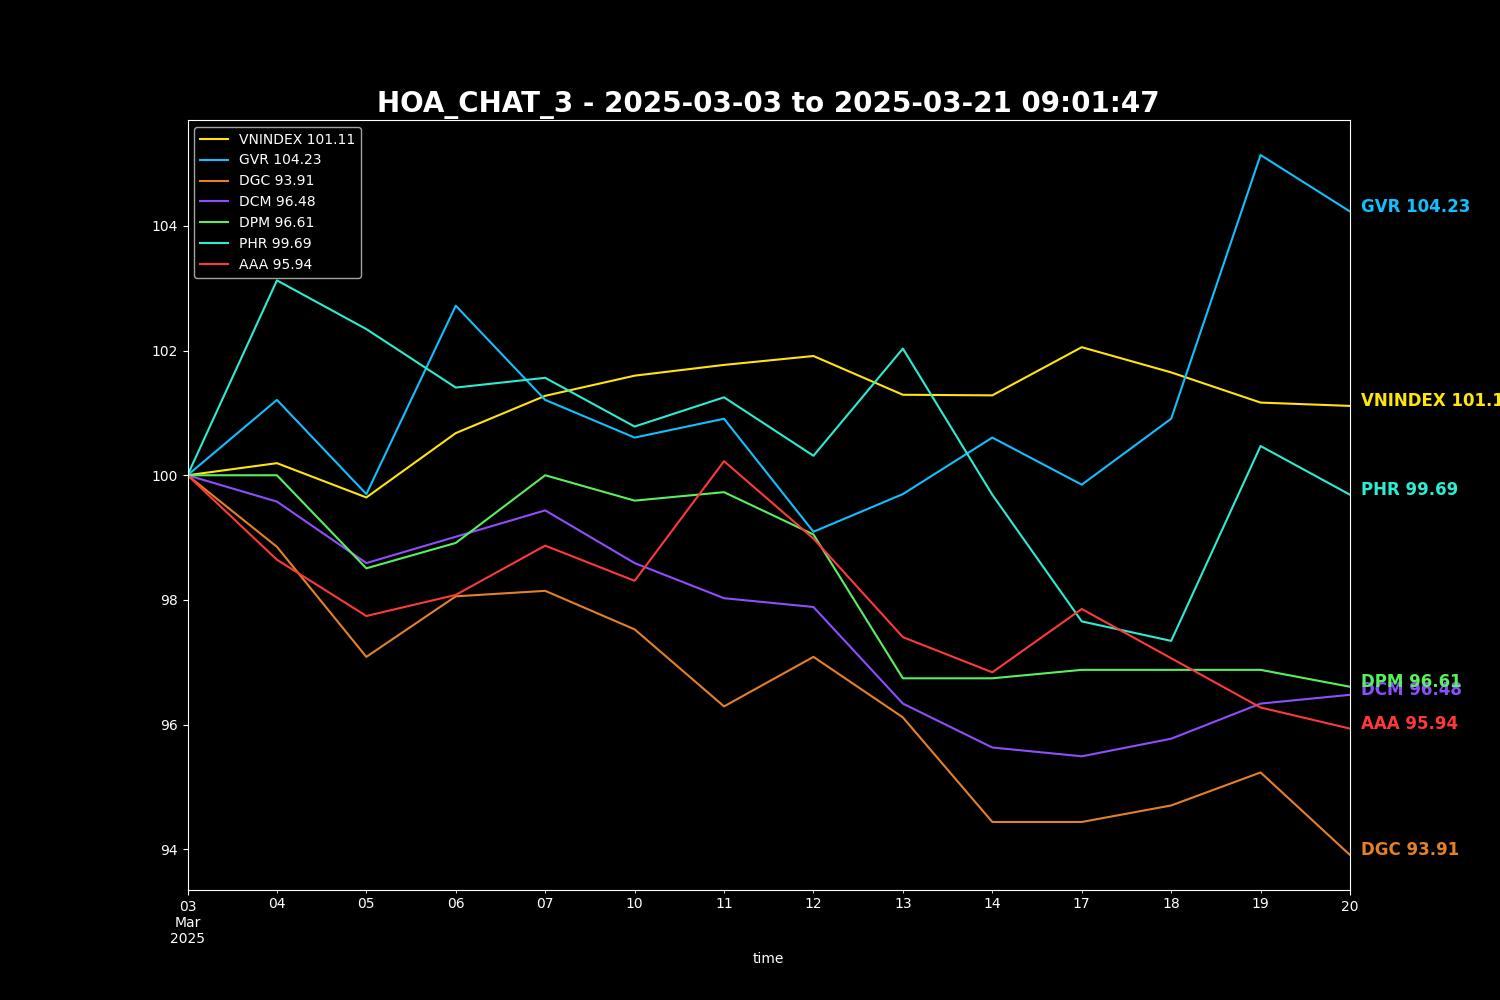 HOA_CHAT_3 - 2025-03-03 to 2025-03-21 09:01:47
VNINDEX 101.11
GVR 104.23
DGC 93.91
DCM 96.48
DPM 96.61
PHR 99.69
AAA 95.94
104
102
100
98
96
94
GVR 104.23
VNINDEX 101.1
PHR 99.69
DPM 96.61
DCM 96.48
AAA 95.94
DGC 93.91
03 04 05 06 07 10 11 12 13 14 17 18 19 20
Mar
2025
time